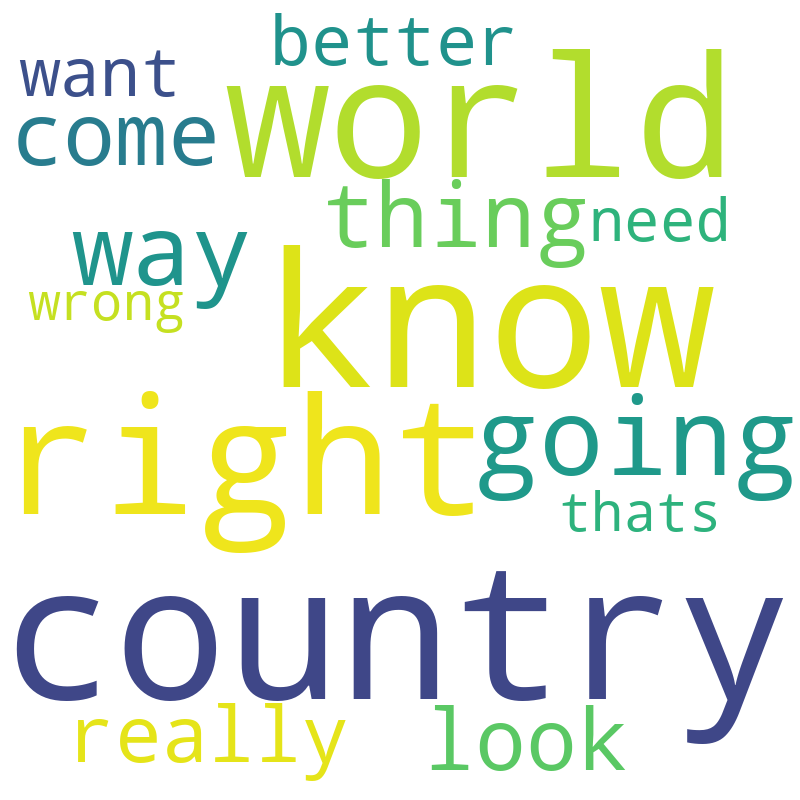 better
want
world
come
thing
need
way
wrong
know
right
going
thats
country
really
look